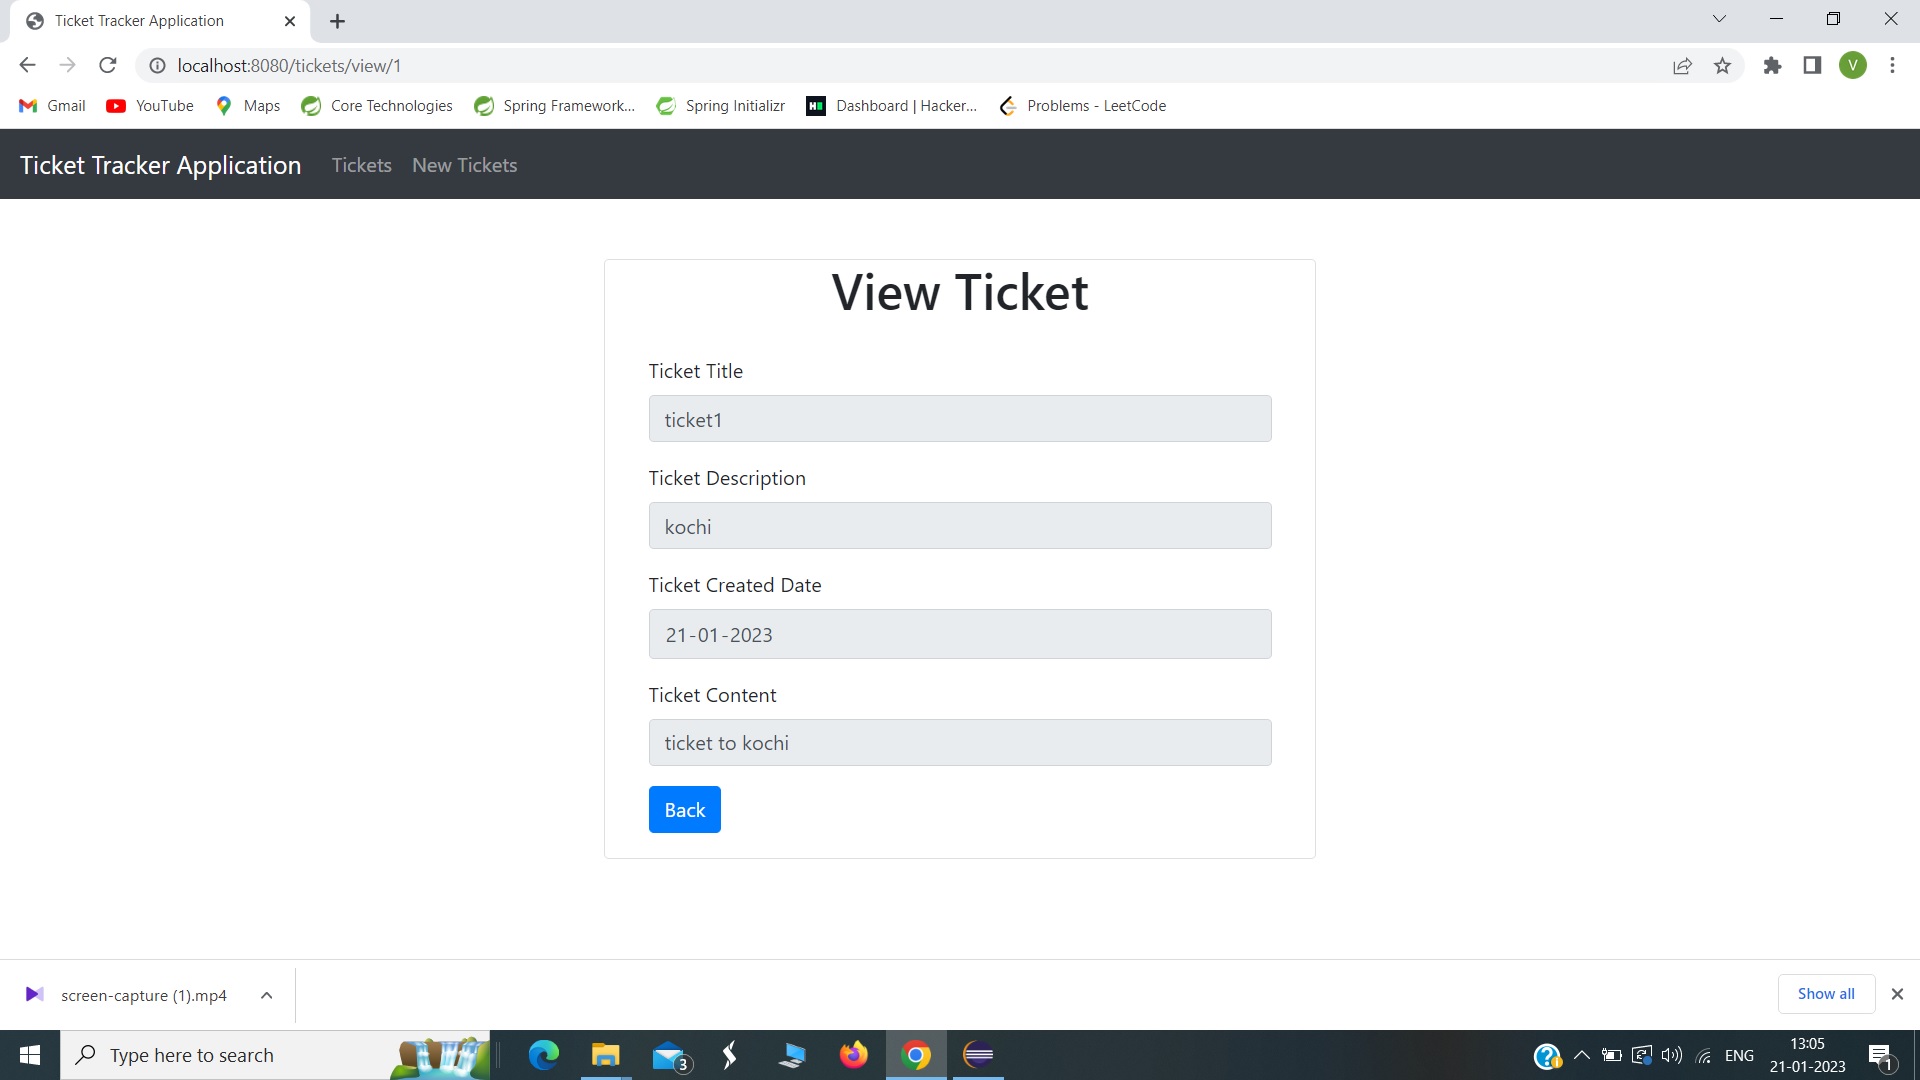 Ticket Tracker Application
localhost:8080/tickets/view/1
V
Gmail YouTube Maps Core Technologies Spring Framework... Spring Initializr Dashboard | Hacker... Problems - LeetCode
Ticket Tracker Application Tickets New Tickets
View Ticket
Ticket Title
ticket1
Ticket Description
kochi
Ticket Created Date
21-01-2023
Ticket Content
ticket to kochi
Back
screen-capture (1).mp4
Show all
Type here to search
3
ENG
13:05
21-01-2023
1